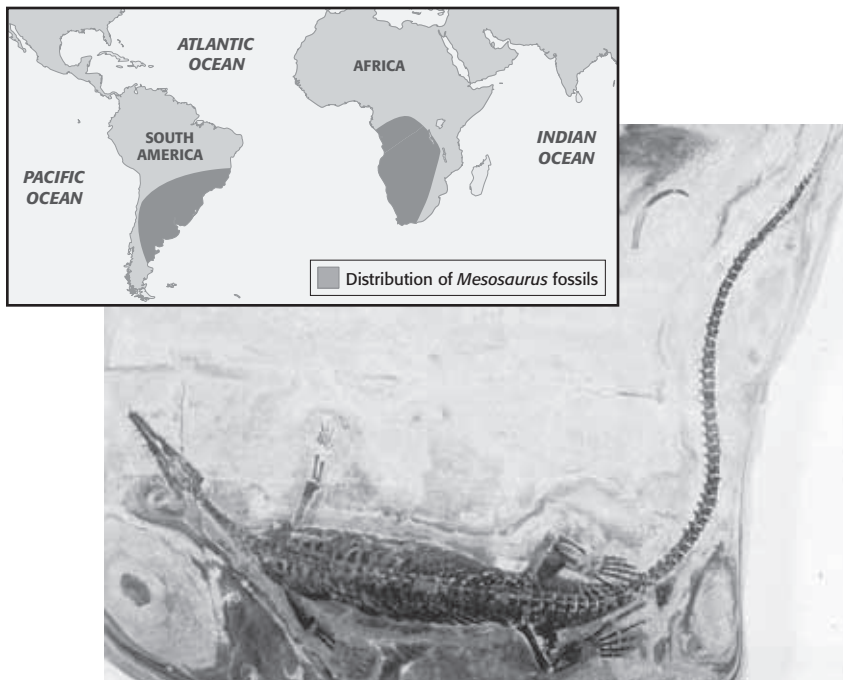 ATLANTIC
OCEAN
AFRICA
SOUTH
AMERICA
INDIAN
OCEAN
PACIFIC
OCEAN
Distribution of Mesosaurus fossils